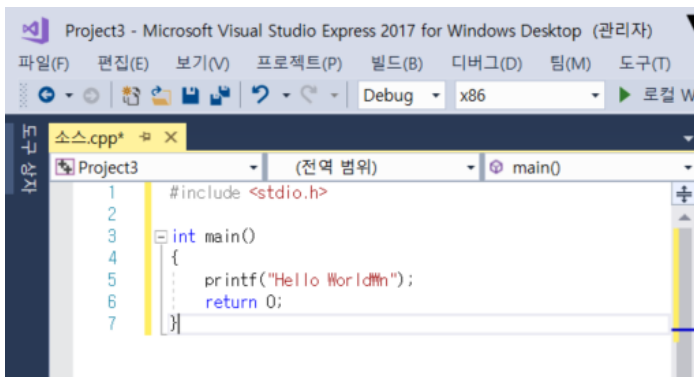 Project3 - Microsoft Visual Studio Express 2017 for Windows Desktop (관리자)
파일(F) 편집(E) 보기(V) 프로젝트(P) 빌드(B) 디버그(D) 팀(M) 도구(T)
Debug x86 로컬 W
도구 상자
소스.cpp*
Project3 (전역 범위) main()
1 #include <stdio.h>
2
3 int main()
4 {
5 printf("Hello World₩n");
6 return 0;
7 }